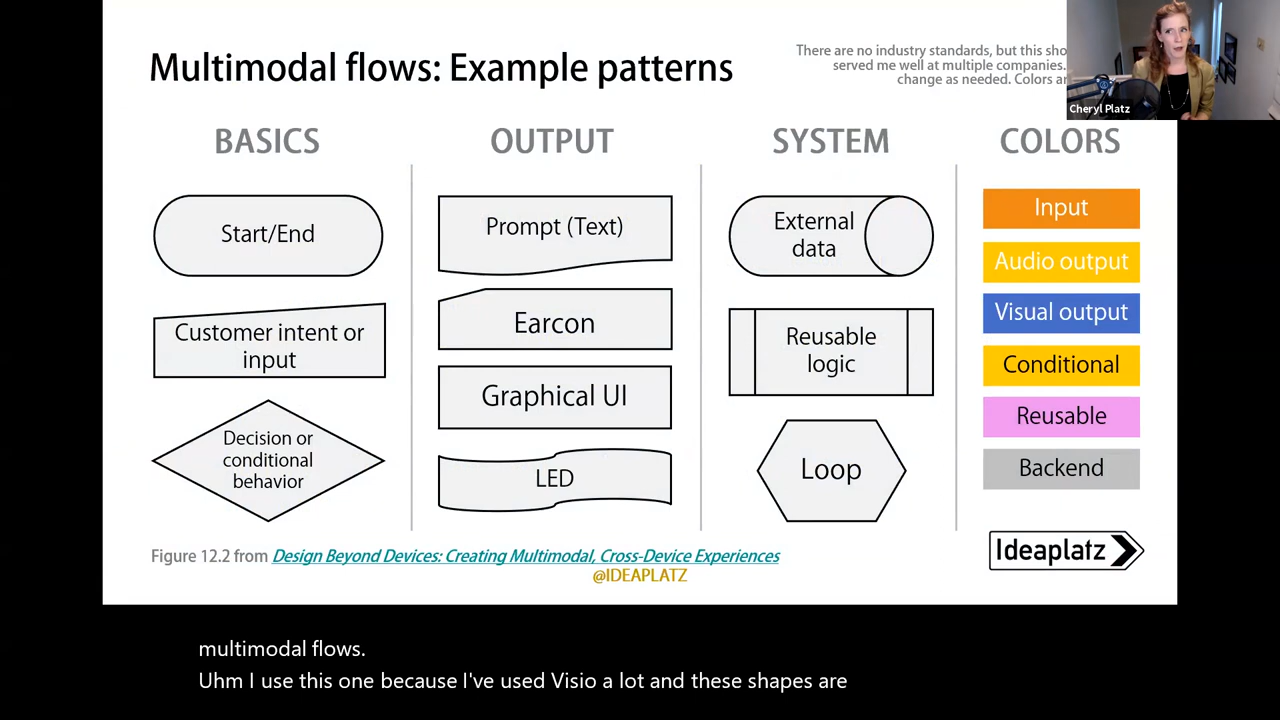 Multimodal flows: Example patterns
There are no industry standards, but this sho
served me well at multiple companies.
change as needed. Colors
Cheryl Platz
BASICS
Start/End
Customer intent or
input
Decision or
conditional
behavior
OUTPUT
Prompt (Text)
Earcon
Graphical UI
LED
SYSTEM
External
data
Reusable
logic
Loop
COLORS
Input
Audio output
Visual output
Conditional
Reusable
Backend
Figure 12.2 from Design Beyond Devices: Creating Multimodal, Cross-Device Experiences
@IDEAPLATZ
Ideaplatz
multimodal flows.
Uhm I use this one because I've used Visio a lot and these shapes are